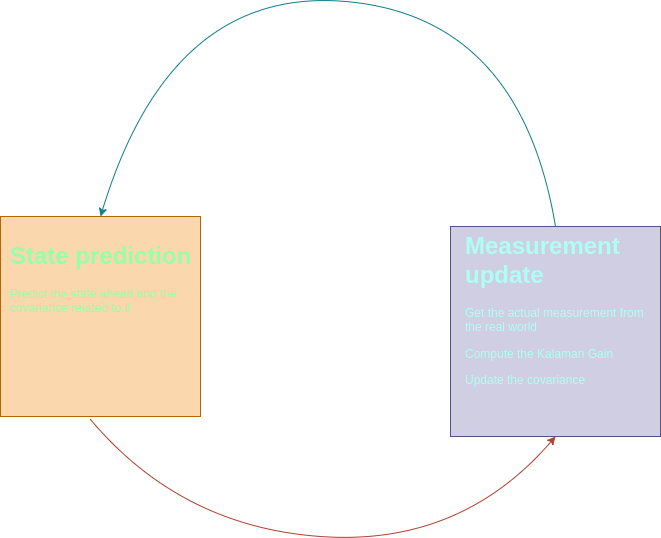 State prediction
Predict the state ahead and the
covariance related to it
Measurement
update
Get the actual measurement from
the real world
Compute the Kalaman Gain
Update the covariance